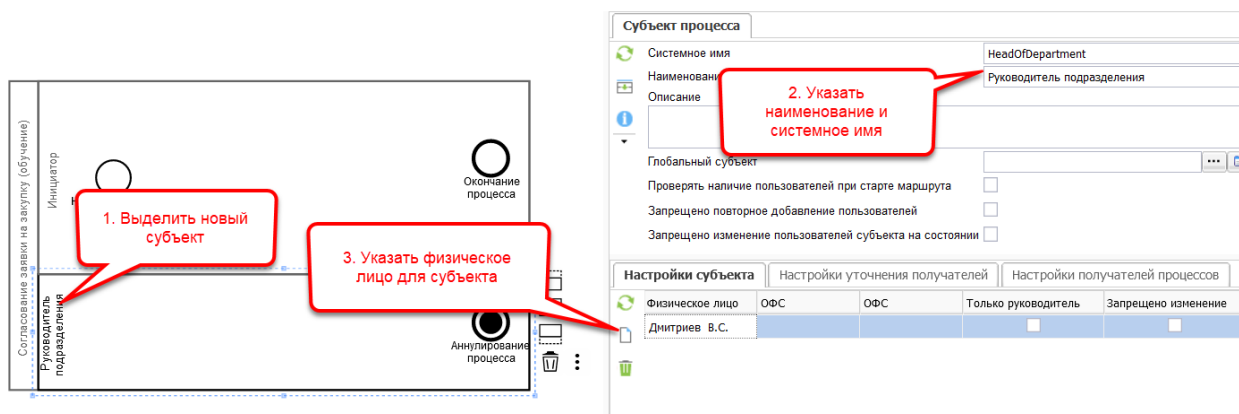 Согласование заявки на закупку (обучение)
Инициатор
Окончание
процесса
1. Выделить новый
субъект
Руководитель
подразделения
3. Указать физическое
лицо для субъекта
Аннулирование
процесса
Субъект процесса
Системное имя
HeadOfDepartment
Руководитель подразделения
2. Указать
наименование и
системное имя
Описание
Глобальный субъект
Проверять наличие пользователей при старте маршрута
Запрещено повторное добавление пользователей
Запрещено изменение пользователей субъекта на состоянии
Настройки субъекта Настройки уточнения получателей Настройки получателей процессов
Физическое лицо ОФС ОФС Только руководитель Запрещено изменение
Дмитриев В.С.